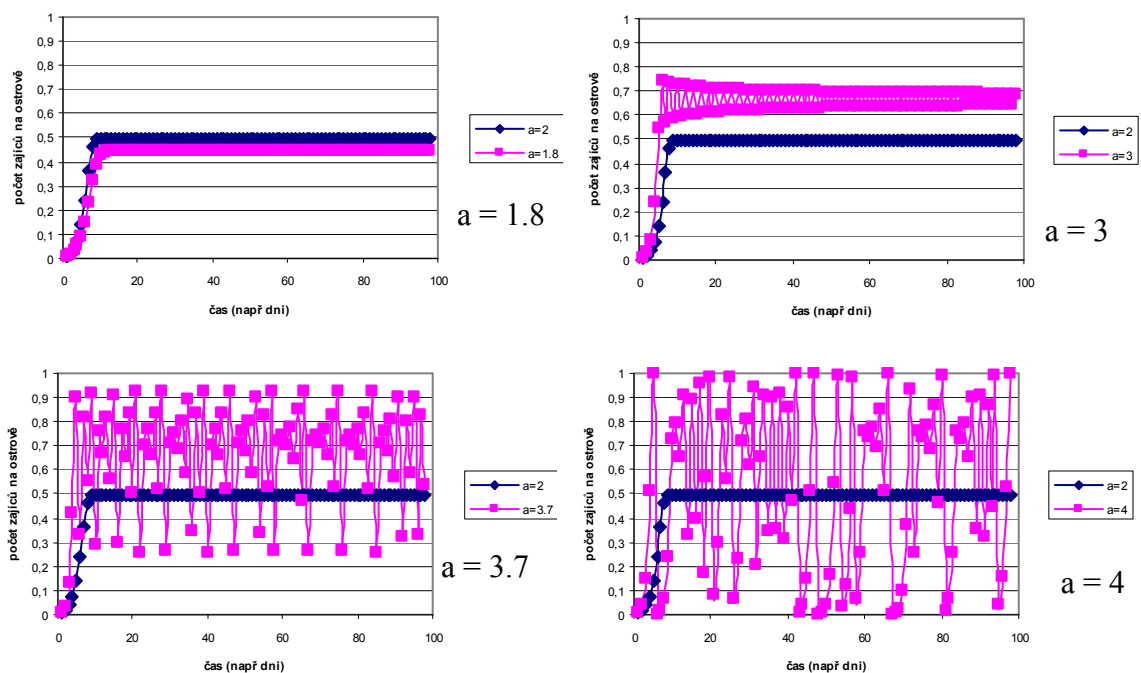 1
0,9
0,8
0,7
0,6
0,5
0,4
0,3
0,2
0,1
0
0 20 40 60 80 100
počet zajíců na ostrově
čas (např dni)
a=2
a=1.8
a = 1.8
1
0,9
0,8
0,7
0,6
0,5
0,4
0,3
0,2
0,1
0
0 20 40 60 80 100
počet zajíců na ostrově
čas (např dni)
a=2
a=3
a = 3
1
0,9
0,8
0,7
0,6
0,5
0,4
0,3
0,2
0,1
0
0 20 40 60 80 100
počet zajíců na ostrově
čas (např dni)
a=2
a=3.7
a = 3.7
1
0,9
0,8
0,7
0,6
0,5
0,4
0,3
0,2
0,1
0
0 20 40 60 80 100
počet zajíců na ostrově
čas (např dni)
a=2
a=4
a = 4